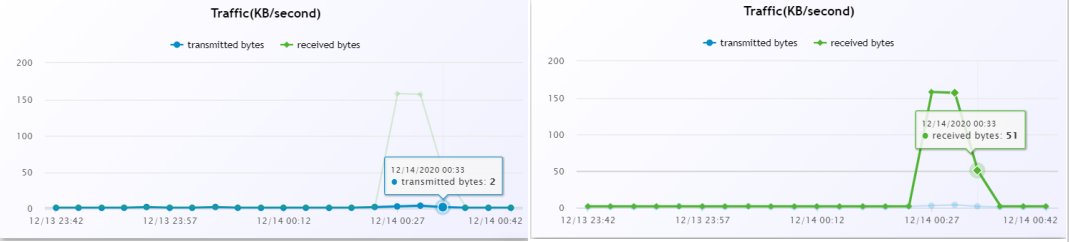 Traffic(KB/second)
transmitted bytes received bytes
200
150
100
50
0
12/14/2020 00:33
transmitted bytes: 2
12/13 23:42 12/13 23:57 12/14 00:12 12/14 00:27 12/14 00:42
Traffic(KB/second)
transmitted bytes received bytes
200
150
100
50
0
12/14/2020 00:33
received bytes: 51
12/13 23:42 12/13 23:57 12/14 00:12 12/14 00:27 12/14 00:42